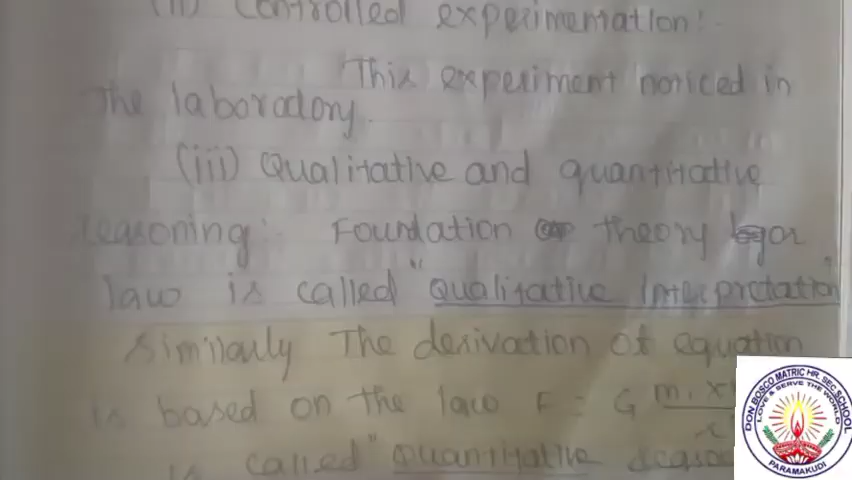 (ii) Controlled experimentation:-
This experiment noticed in
the laboratory.
(iii) Qualitative and quantitative
reasoning:- Foundation theory or
law is called "Qualitative Interpretation"
Similarly The derivation of equation
is based on the law F = G m1 x
is called "quantitative
DON BOSCO MATRIC HR. SEC SCHOOL
LOVE & SERVE THE WORLD
PARAMAKUDI